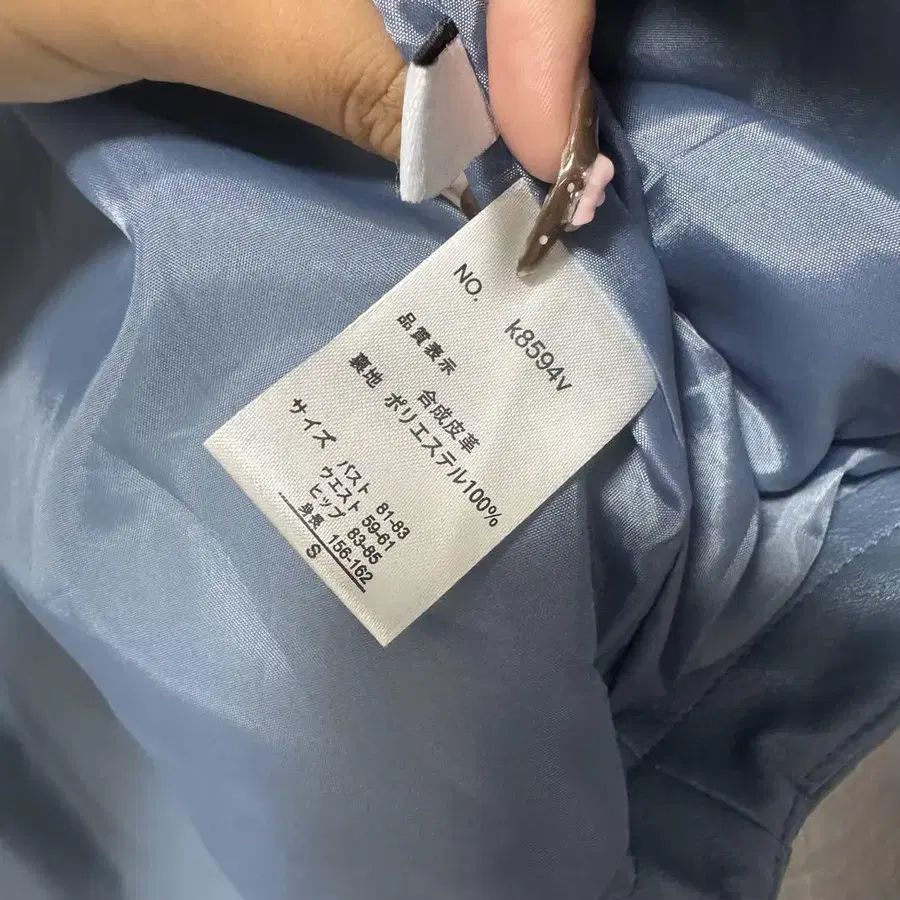 NO. k8594v
品質表示
合成皮革
裏地 ポリエステル100%
サイズ
バスト 81-83
ウエスト 59-61
ヒップ 83-85
身長 156-162
S